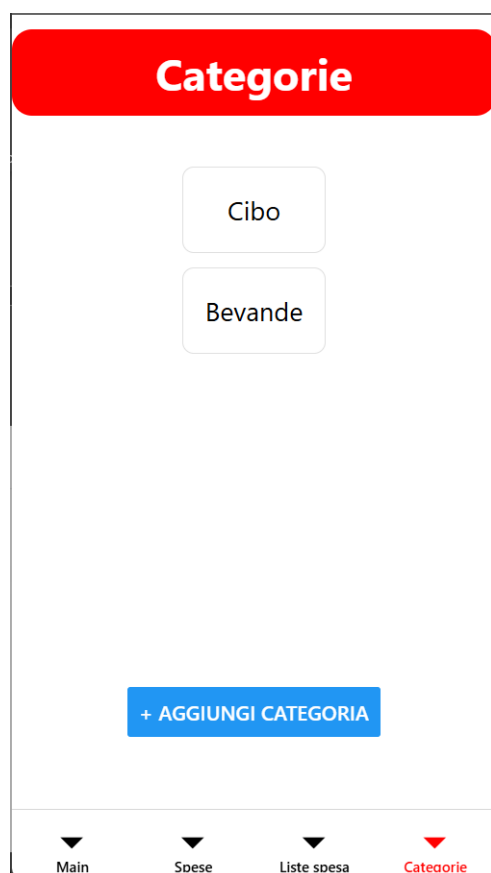 Categorie
Cibo
Bevande
+ AGGIUNGI CATEGORIA
Main Spese Liste spesa Categorie